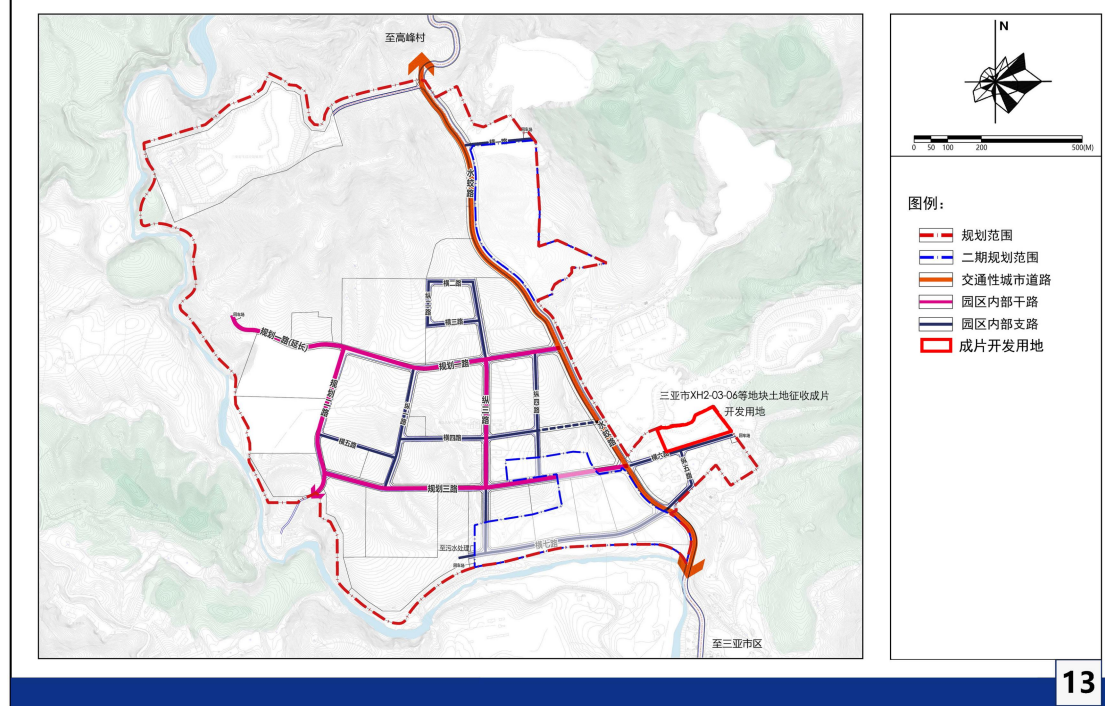 至高峰村
N
0 50 100 200 500(M)
图例：
规划范围
二期规划范围
交通性城市道路
园区内部干路
园区内部支路
成片开发用地
横一路
水蛟路
横二路
横三路
规划一路(延长)
规划一路
规划二路
纵三路
纵四路
横四路
横五路
水蛟路
三亚市XH2-03-06等地块土地征收成片
开发用地
回车场
横六路
纵五路
规划三路
至污水处理
横七路
回车场
至三亚市区
13